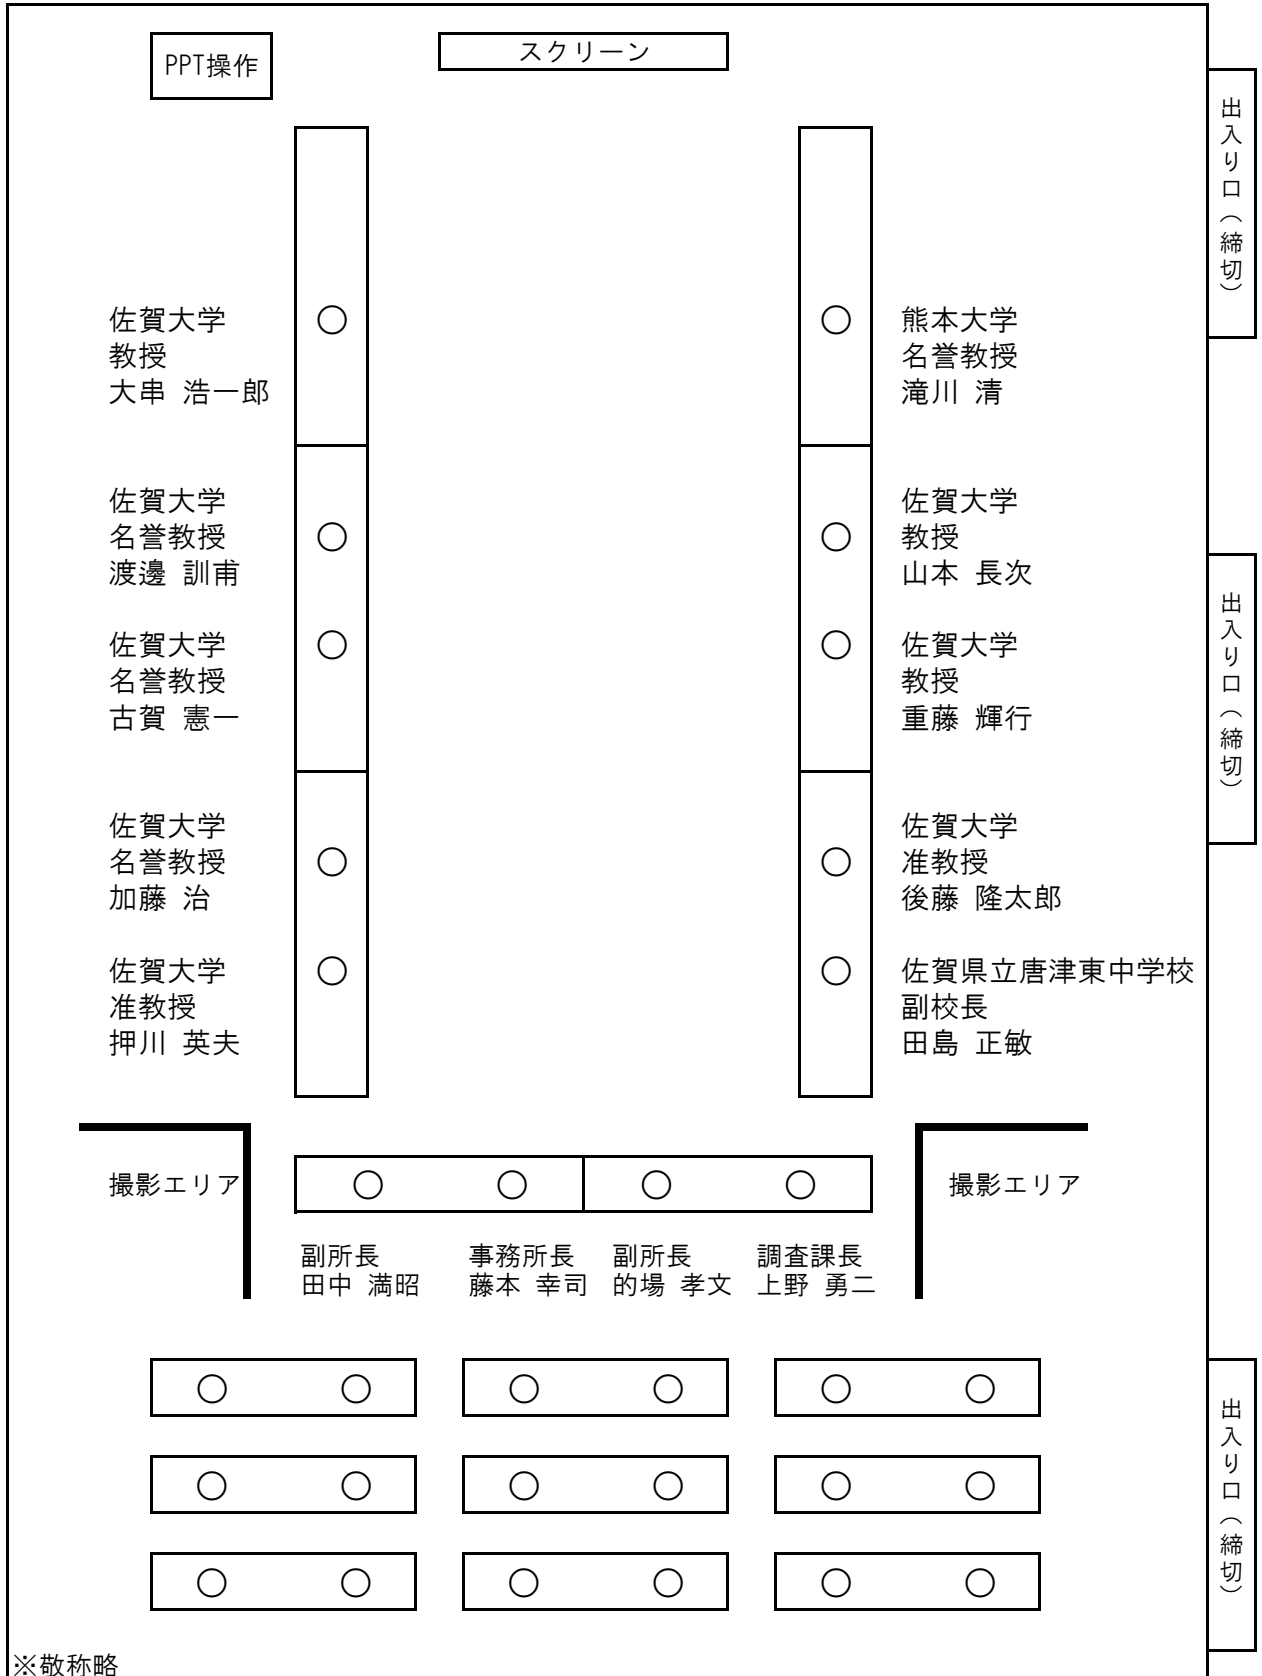 PPT操作
スクリーン
出入り口（締切）
佐賀大学
教授
大串 浩一郎
熊本大学
名誉教授
滝川 清
佐賀大学
名誉教授
渡邊 訓甫
佐賀大学
教授
山本 長次
出入り口（締切）
佐賀大学
名誉教授
古賀 憲一
佐賀大学
教授
重藤 輝行
佐賀大学
名誉教授
加藤 治
佐賀大学
准教授
後藤 隆太郎
佐賀大学
准教授
押川 英夫
佐賀県立唐津東中学校
副校長
田島 正敏
撮影エリア
撮影エリア
副所長
田中 満昭
事務所長
藤本 幸司
副所長
的場 孝文
調査課長
上野 勇二
出入り口（締切）
※敬称略